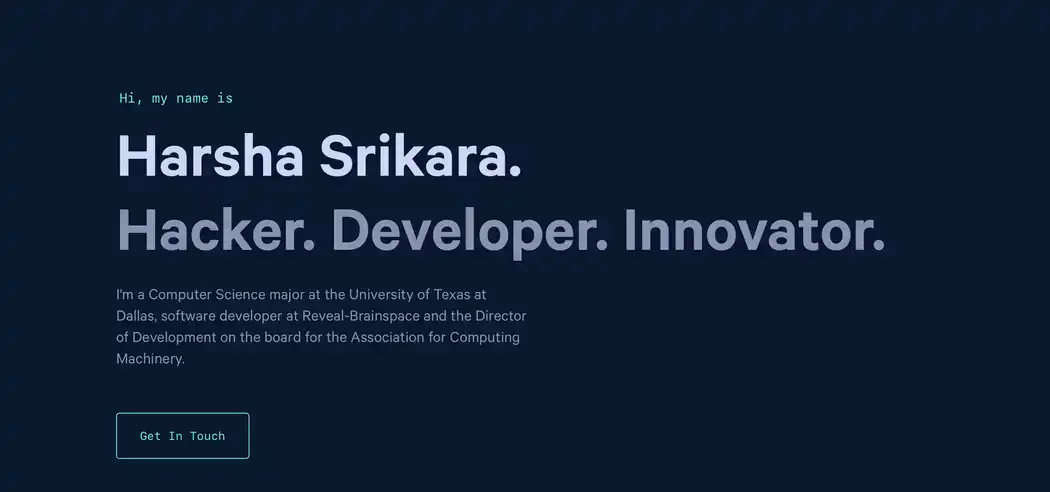 Hi, my name is
Harsha Srikara.
Hacker. Developer. Innovator.
I'm a Computer Science major at the University of Texas at
Dallas, software developer at Reveal-Brainspace and the Director
of Development on the board for the Association for Computing
Machinery.
Get In Touch